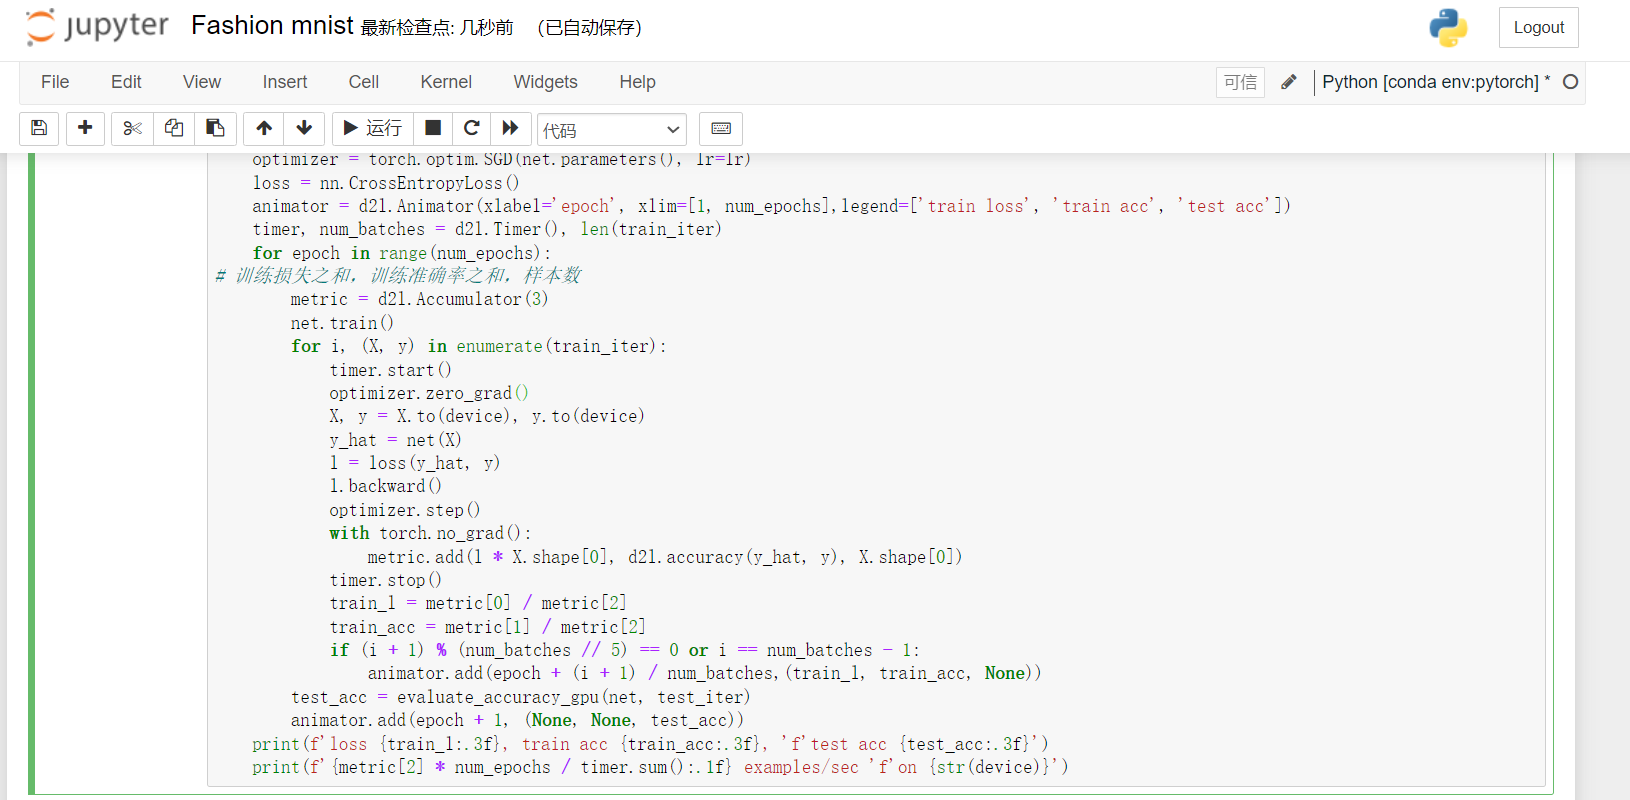 jupyter Fashion mnist 最新检查点: 几秒前 (已自动保存) Logout
File Edit View Insert Cell Kernel Widgets Help 可信 Python [conda env:pytorch] *
运行 代码
    optimizer = torch.optim.SGD(net.parameters(), lr=lr)
    loss = nn.CrossEntropyLoss()
    animator = d2l.Animator(xlabel='epoch', xlim=[1, num_epochs],legend=['train loss', 'train acc', 'test acc'])
    timer, num_batches = d2l.Timer(), len(train_iter)
    for epoch in range(num_epochs):
# 训练损失之和，训练准确率之和，样本数
        metric = d2l.Accumulator(3)
        net.train()
        for i, (X, y) in enumerate(train_iter):
            timer.start()
            optimizer.zero_grad()
            X, y = X.to(device), y.to(device)
            y_hat = net(X)
            l = loss(y_hat, y)
            l.backward()
            optimizer.step()
            with torch.no_grad():
                metric.add(l * X.shape[0], d2l.accuracy(y_hat, y), X.shape[0])
            timer.stop()
            train_l = metric[0] / metric[2]
            train_acc = metric[1] / metric[2]
            if (i + 1) % (num_batches // 5) == 0 or i == num_batches - 1:
                animator.add(epoch + (i + 1) / num_batches,(train_l, train_acc, None))
        test_acc = evaluate_accuracy_gpu(net, test_iter)
        animator.add(epoch + 1, (None, None, test_acc))
    print(f'loss {train_l:.3f}, train acc {train_acc:.3f}, 'f'test acc {test_acc:.3f}')
    print(f'{metric[2] * num_epochs / timer.sum():.1f} examples/sec 'f'on {str(device)}')